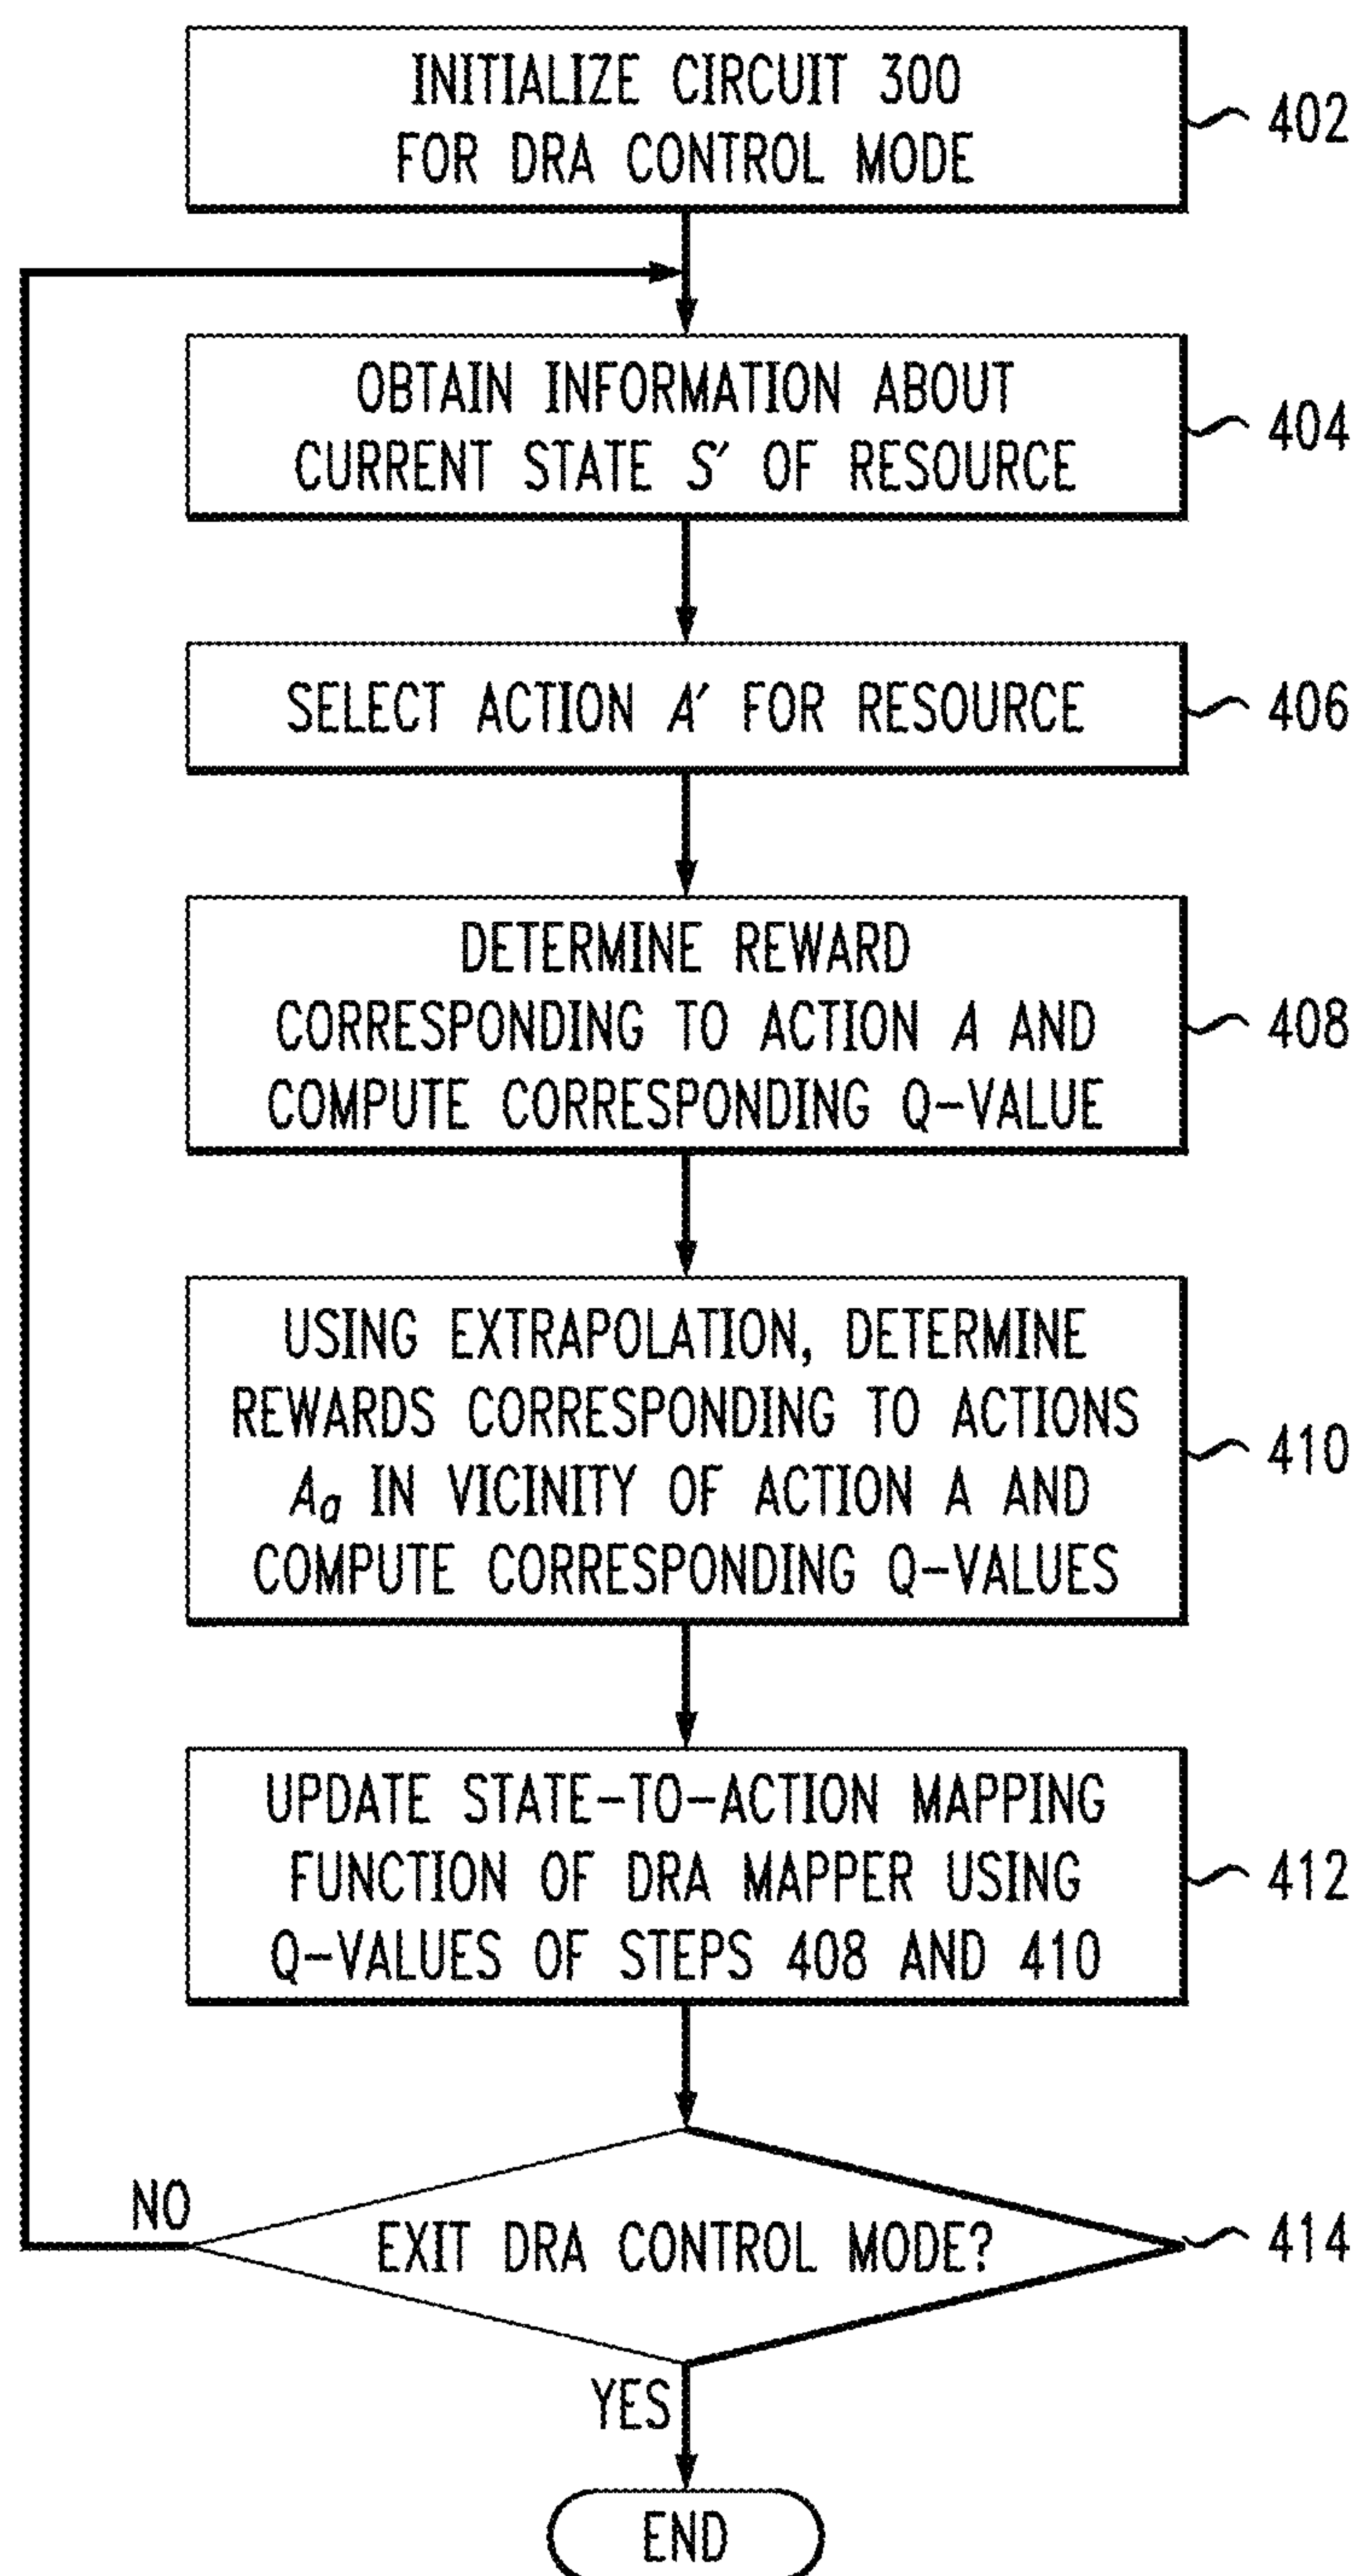 INITIALIZE CIRCUIT 300
FOR DRA CONTROL MODE
402
OBTAIN INFORMATION ABOUT
CURRENT STATE S′ OF RESOURCE
404
SELECT ACTION A′ FOR RESOURCE
406
DETERMINE REWARD
CORRESPONDING TO ACTION A AND
COMPUTE CORRESPONDING Q-VALUE
408
USING EXTRAPOLATION, DETERMINE
REWARDS CORRESPONDING TO ACTIONS
Aa IN VICINITY OF ACTION A AND
COMPUTE CORRESPONDING Q-VALUES
410
UPDATE STATE-TO-ACTION MAPPING
FUNCTION OF DRA MAPPER USING
Q-VALUES OF STEPS 408 AND 410
412
NO
EXIT DRA CONTROL MODE?
414
YES
END